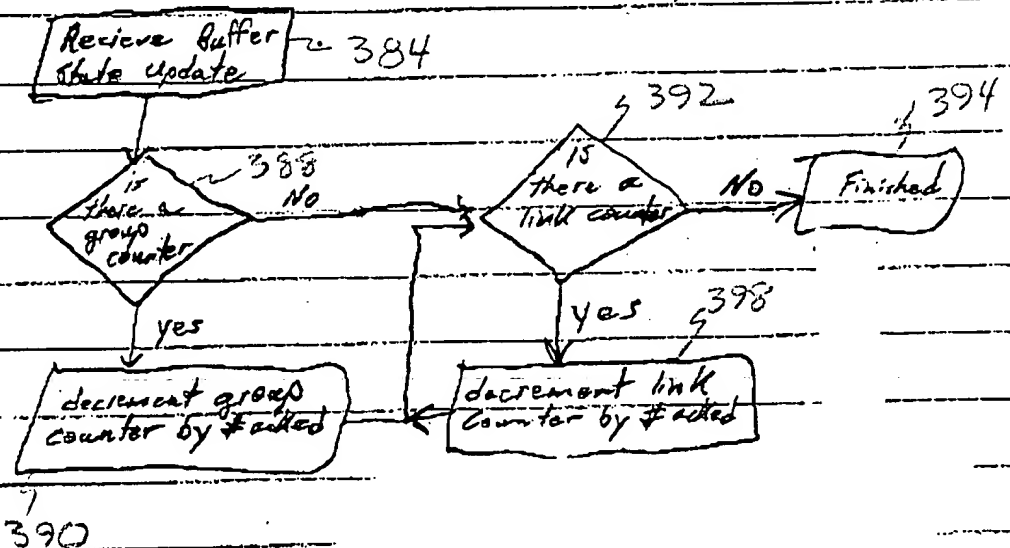 Recieve Buffer
State update
384
392
394
is
there a
group
counter
388
No
is
there a
link counter
No
Finished
yes
yes
398
decrement group
counter by # acked
decrement link
counter by # acked
390